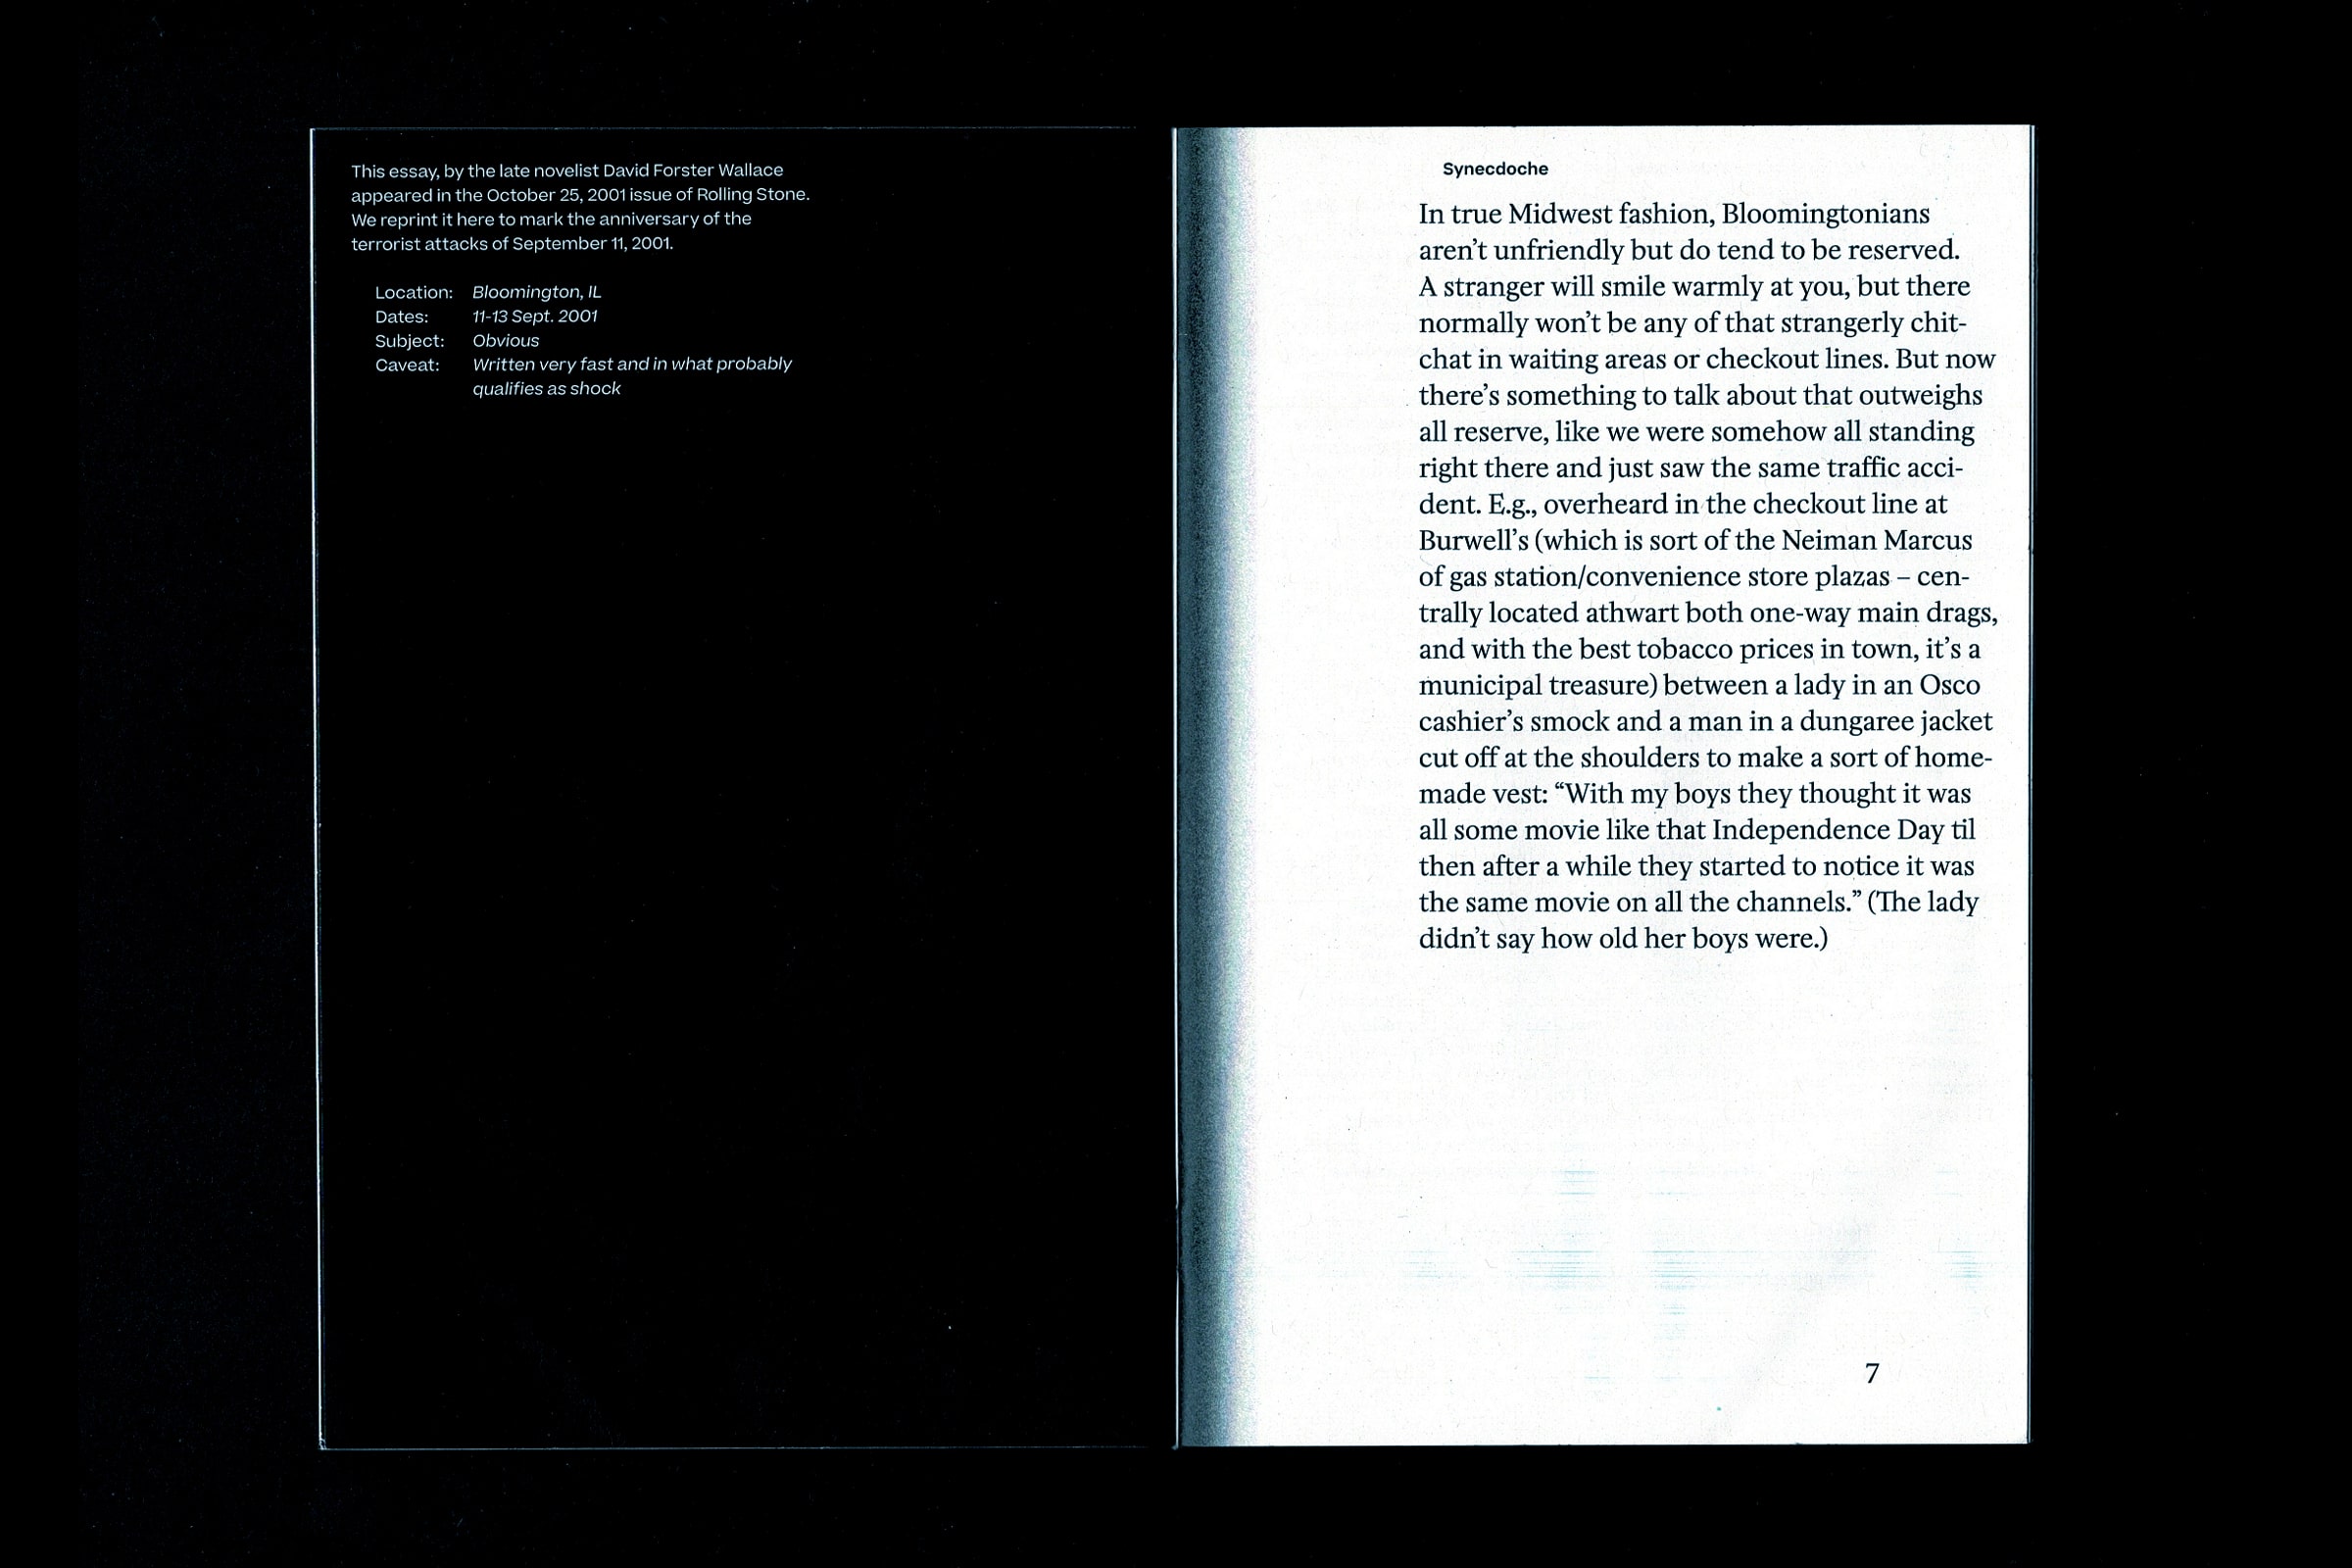 This essay, by the late novelist David Forster Wallace
appeared in the October 25, 2001 issue of Rolling Stone.
We reprint it here to mark the anniversary of the
terrorist attacks of September 11, 2001.
Location: Bloomington, IL
Dates: 11-13 Sept. 2001
Subject: Obvious
Caveat: Written very fast and in what probably
qualifies as shock
Synecdoche
In true Midwest fashion, Bloomingtonians
aren’t unfriendly but do tend to be reserved.
A stranger will smile warmly at you, but there
normally won’t be any of that strangerly chit-
chat in waiting areas or checkout lines. But now
there’s something to talk about that outweighs
all reserve, like we were somehow all standing
right there and just saw the same traffic acci-
dent. E.g., overheard in the checkout line at
Burwell’s (which is sort of the Neiman Marcus
of gas station/convenience store plazas – cen-
trally located athwart both one-way main drags,
and with the best tobacco prices in town, it’s a
municipal treasure) between a lady in an Osco
cashier’s smock and a man in a dungaree jacket
cut off at the shoulders to make a sort of home-
made vest: “With my boys they thought it was
all some movie like that Independence Day til
then after a while they started to notice it was
the same movie on all the channels.” (The lady
didn’t say how old her boys were.)
7